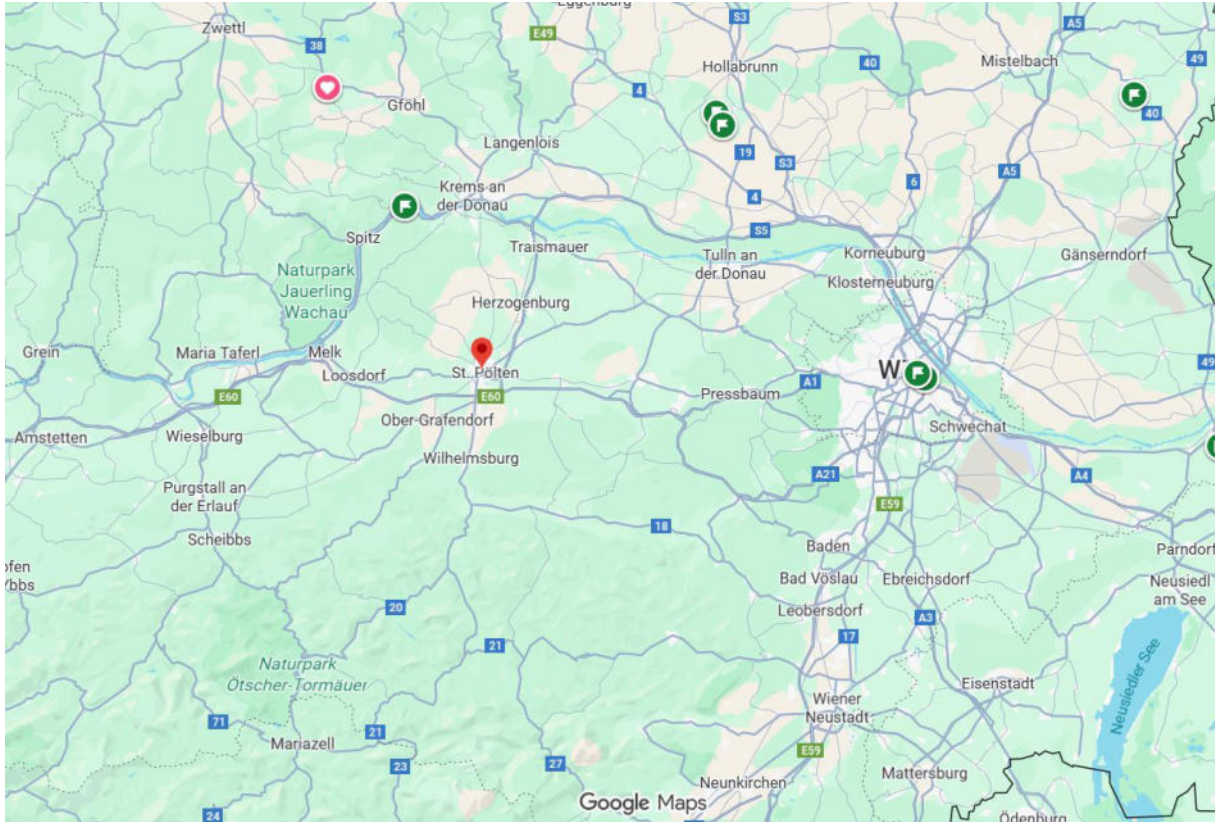 Eggenburg
Zwettl
S3
A5
E49
38
Hollabrunn
40
Mistelbach
49
4
Gföhl
40
Langenlois
19
S3
A5
Krems an
der Donau
6
4
Spitz
S5
Traismauer
Tulln an
der Donau
Korneuburg
Gänserndorf
Klosterneuburg
Naturpark
Jauerling
Wachau
Herzogenburg
Grein
Maria Taferl
Melk
49
Loosdorf
St. Pölten
W
A1
E60
E60
Pressbaum
Ober-Grafendorf
Amstetten
Wieselburg
Schwechat
Wilhelmsburg
A21
A4
Purgstall an
der Erlauf
E59
18
Scheibbs
Baden
Parndorf
ofen
Ybbs
Bad Vöslau
Ebreichsdorf
Neusiedl
am See
20
Leobersdorf
A3
21
17
Naturpark
Ötscher-Tormäuer
Neusiedler See
Eisenstadt
Wiener
Neustadt
71
21
Mariazell
E59
23
27
Mattersburg
Neunkirchen
Google Maps
24
Ödenburg